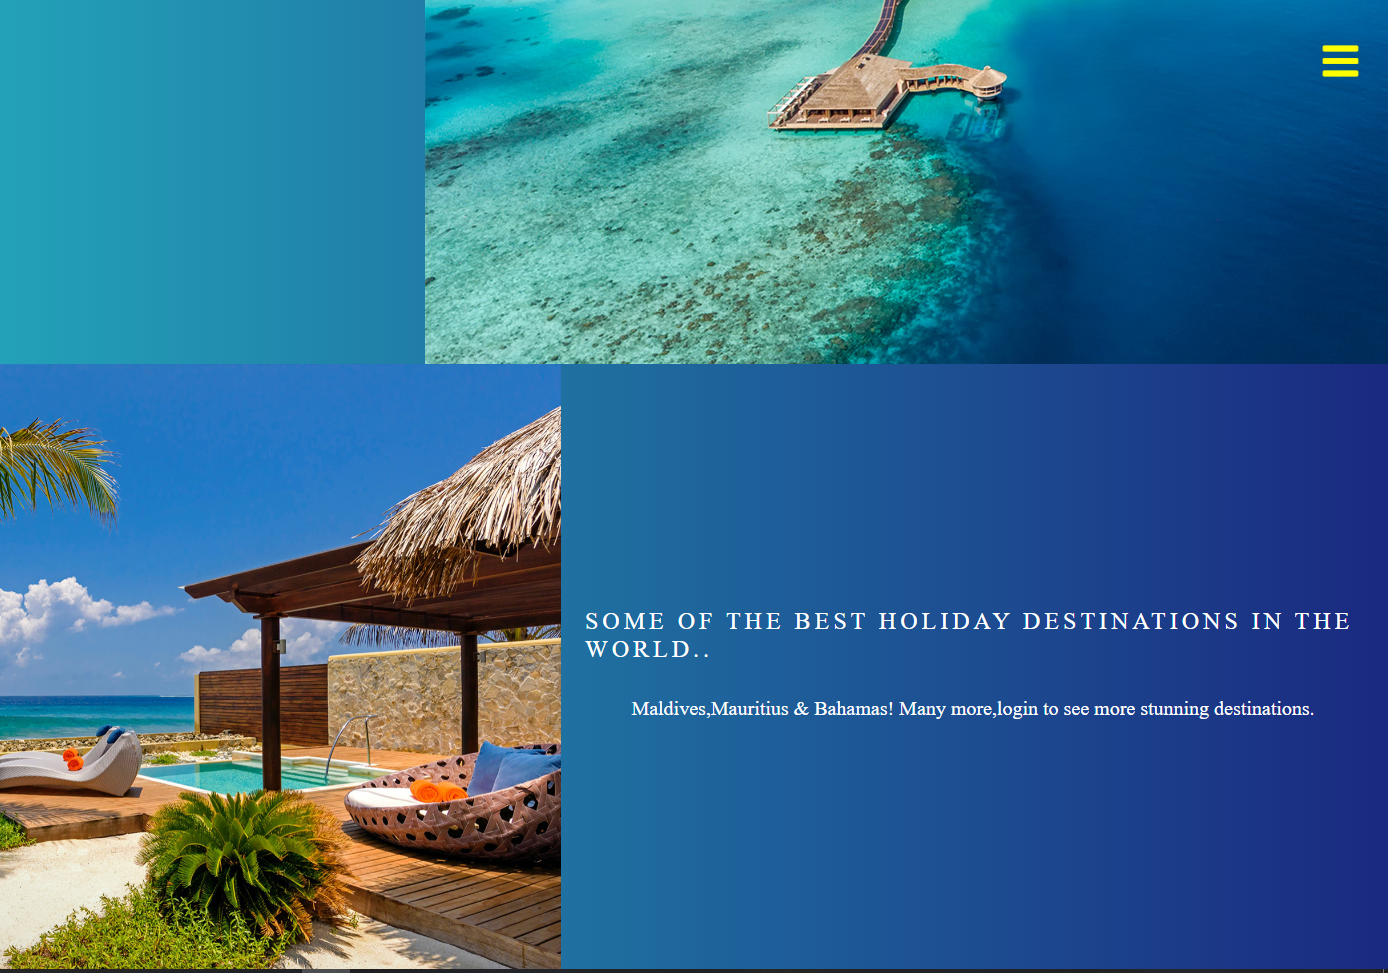 SOME OF THE BEST HOLIDAY DESTINATIONS IN THE
WORLD..
Maldives,Mauritius & Bahamas! Many more,login to see more stunning destinations.